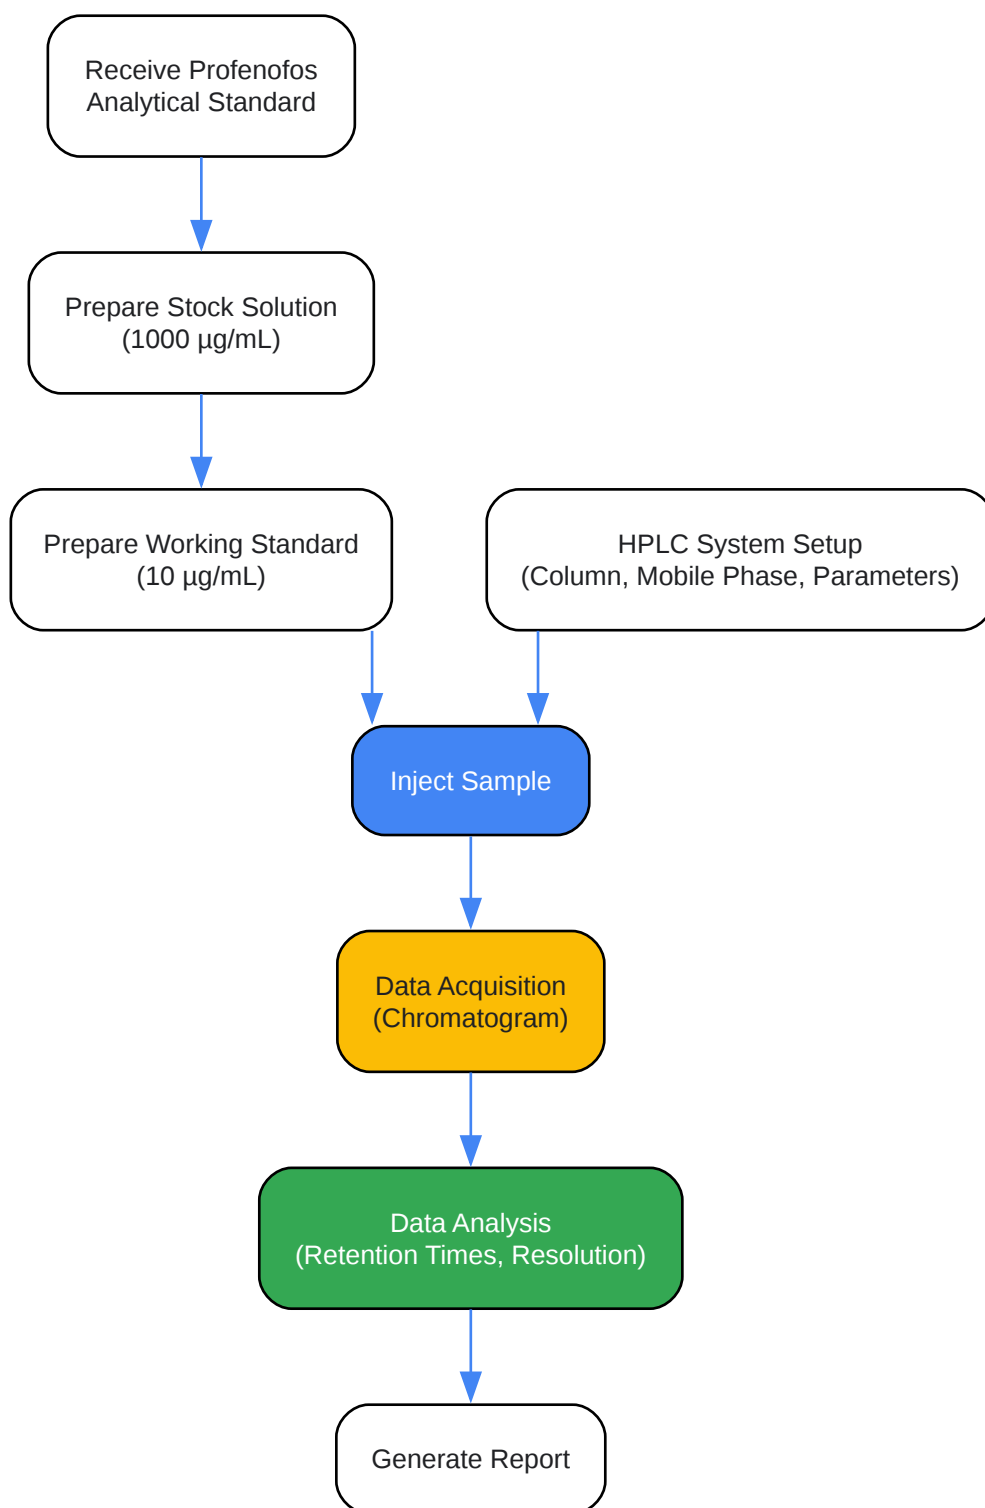 Receive Profenofos
Analytical Standard
Prepare Stock Solution
(1000 µg/mL)
Prepare Working Standard
(10 µg/mL)
HPLC System Setup
(Column, Mobile Phase, Parameters)
Inject Sample
Data Acquisition
(Chromatogram)
Data Analysis
(Retention Times, Resolution)
Generate Report